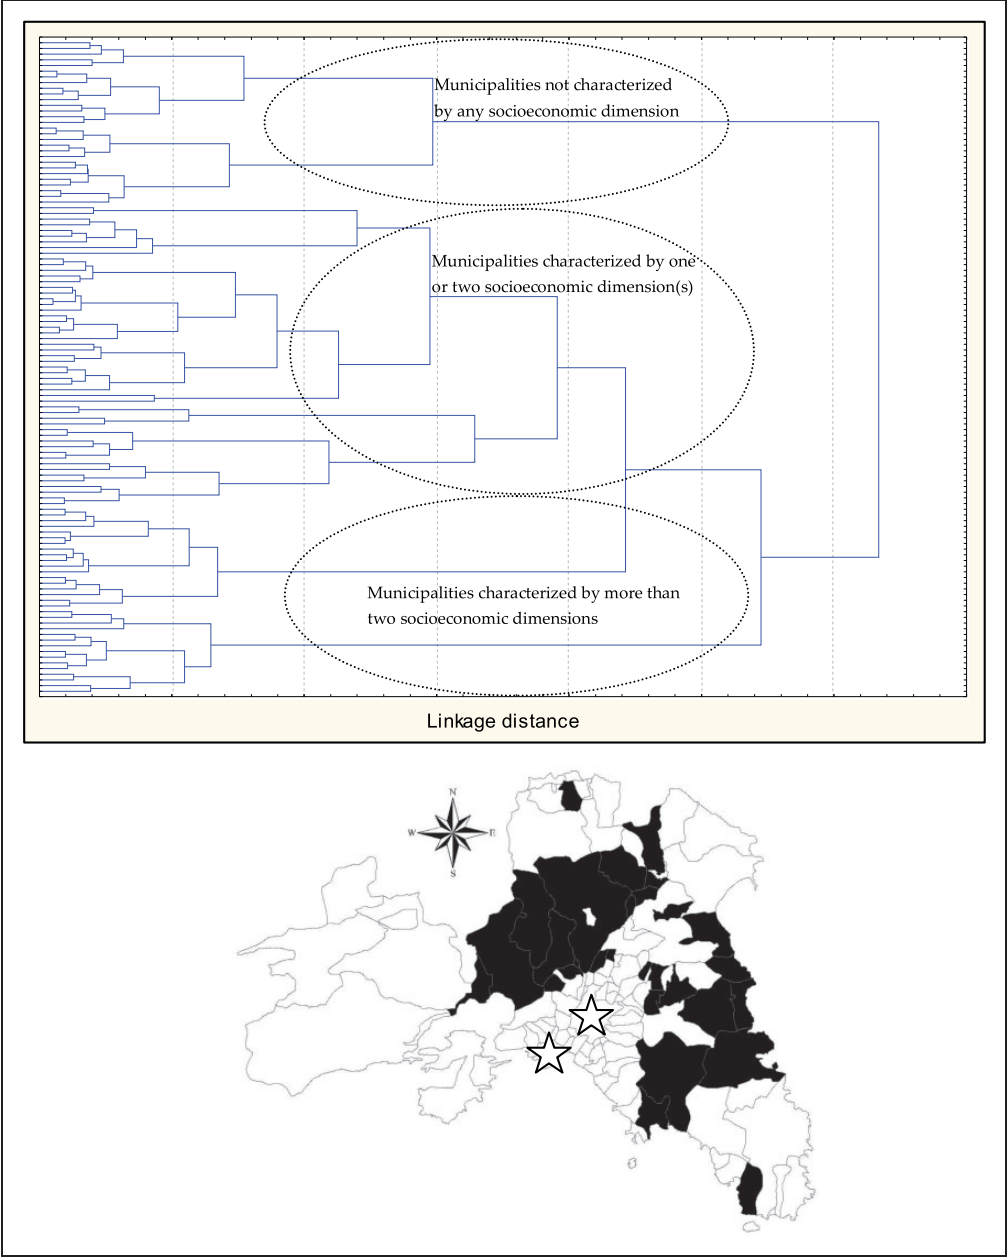 Municipalities not characterized
by any socioeconomic dimension
Municipalities characterized by one
or two socioeconomic dimension(s)
Municipalities characterized by more than
two socioeconomic dimensions
Linkage distance
N
W E
S